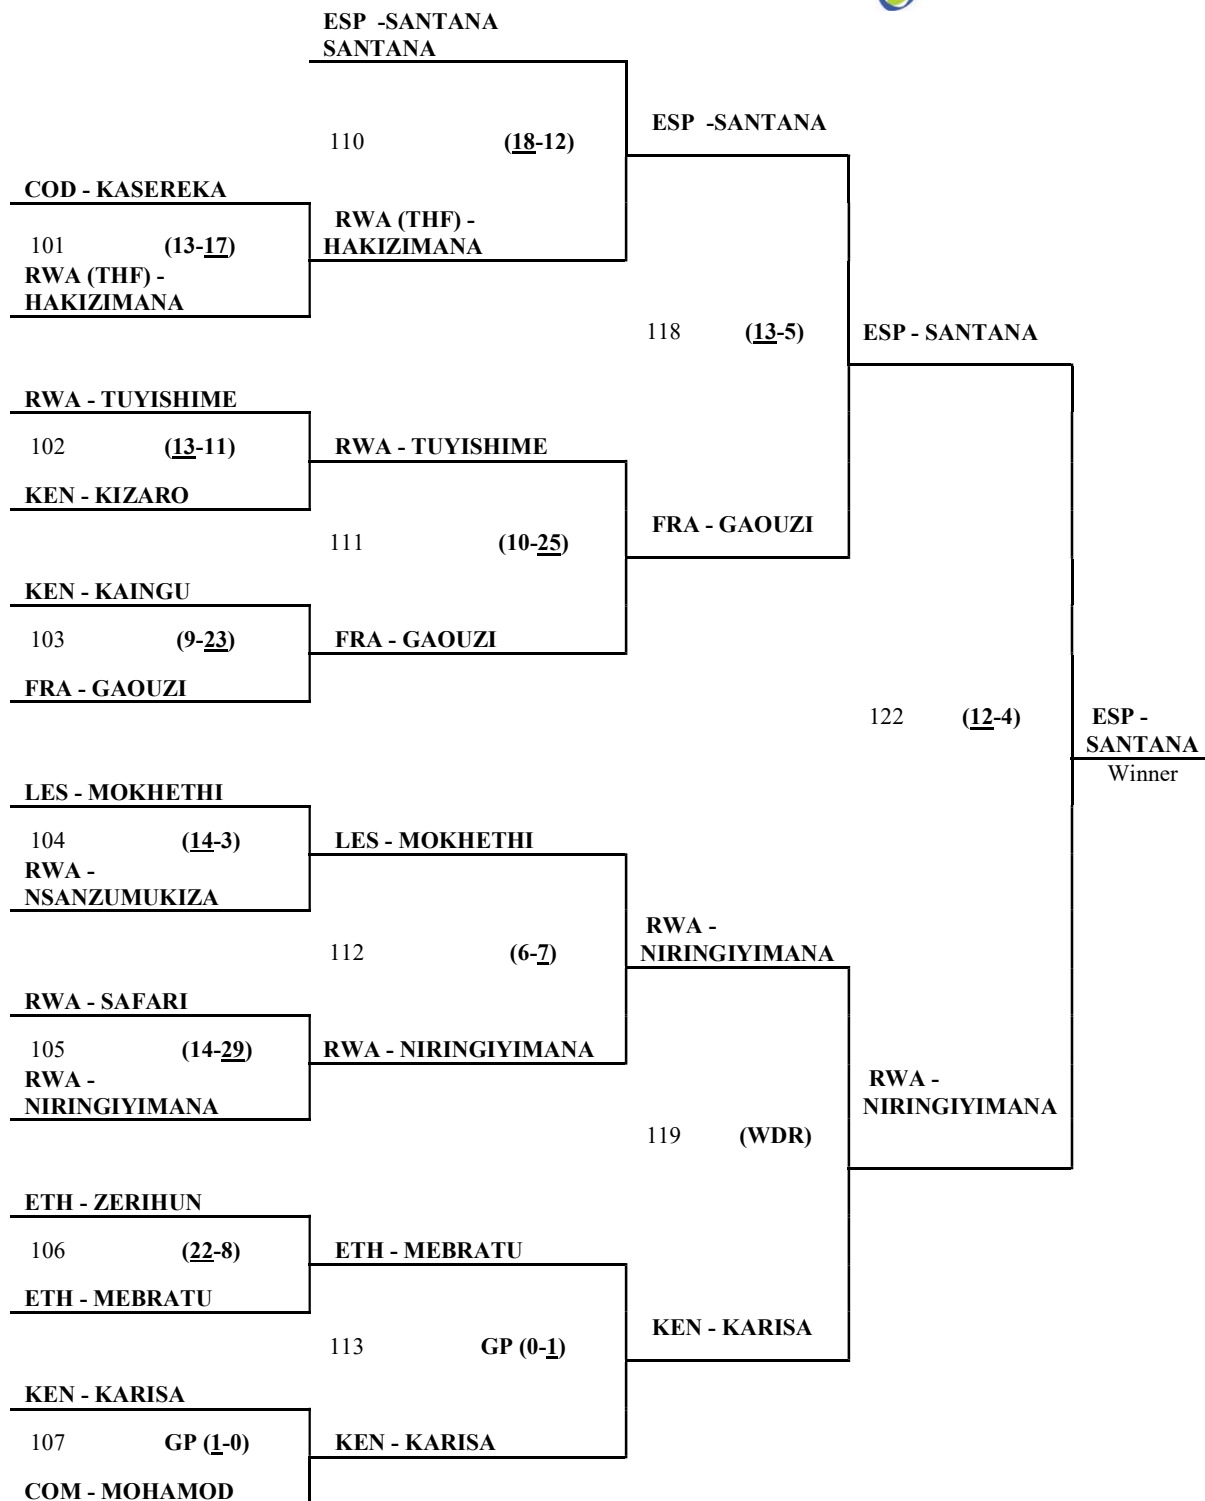 ESP  -SANTANA
SANTANA
ESP  -SANTANA
110 (18-12)
COD - KASEREKA
RWA (THF) -
HAKIZIMANA
101 (13-17)
RWA (THF) -
HAKIZIMANA
118 (13-5)
ESP - SANTANA
RWA - TUYISHIME
102 (13-11)
RWA - TUYISHIME
KEN - KIZARO
FRA - GAOUZI
111 (10-25)
KEN - KAINGU
103 (9-23)
FRA - GAOUZI
FRA - GAOUZI
122 (12-4)
ESP -
SANTANA
Winner
LES - MOKHETHI
104 (14-3)
LES - MOKHETHI
RWA -
NSANZUMUKIZA
RWA -
NIRINGIYIMANA
112 (6-7)
RWA - SAFARI
105 (14-29)
RWA - NIRINGIYIMANA
RWA -
NIRINGIYIMANA
RWA -
NIRINGIYIMANA
119 (WDR)
ETH - ZERIHUN
106 (22-8)
ETH - MEBRATU
ETH - MEBRATU
KEN - KARISA
113 GP (0-1)
KEN - KARISA
107 GP (1-0)
KEN - KARISA
COM - MOHAMOD